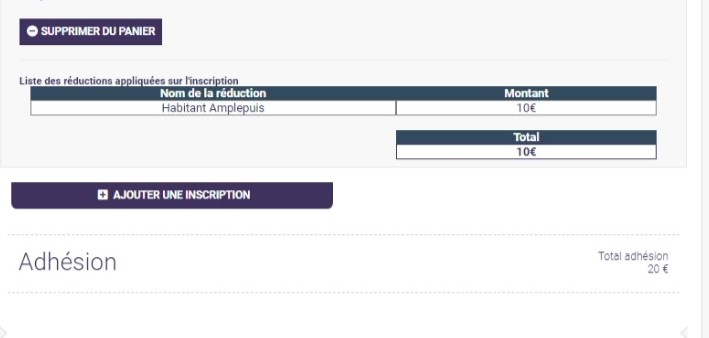 SUPPRIMER DU PANIER
Liste des réductions appliquées sur l'inscription
Nom de la réduction Montant
Habitant Amplepuis 10€
Total
10€
AJOUTER UNE INSCRIPTION
Adhésion
Total adhésion
20 €